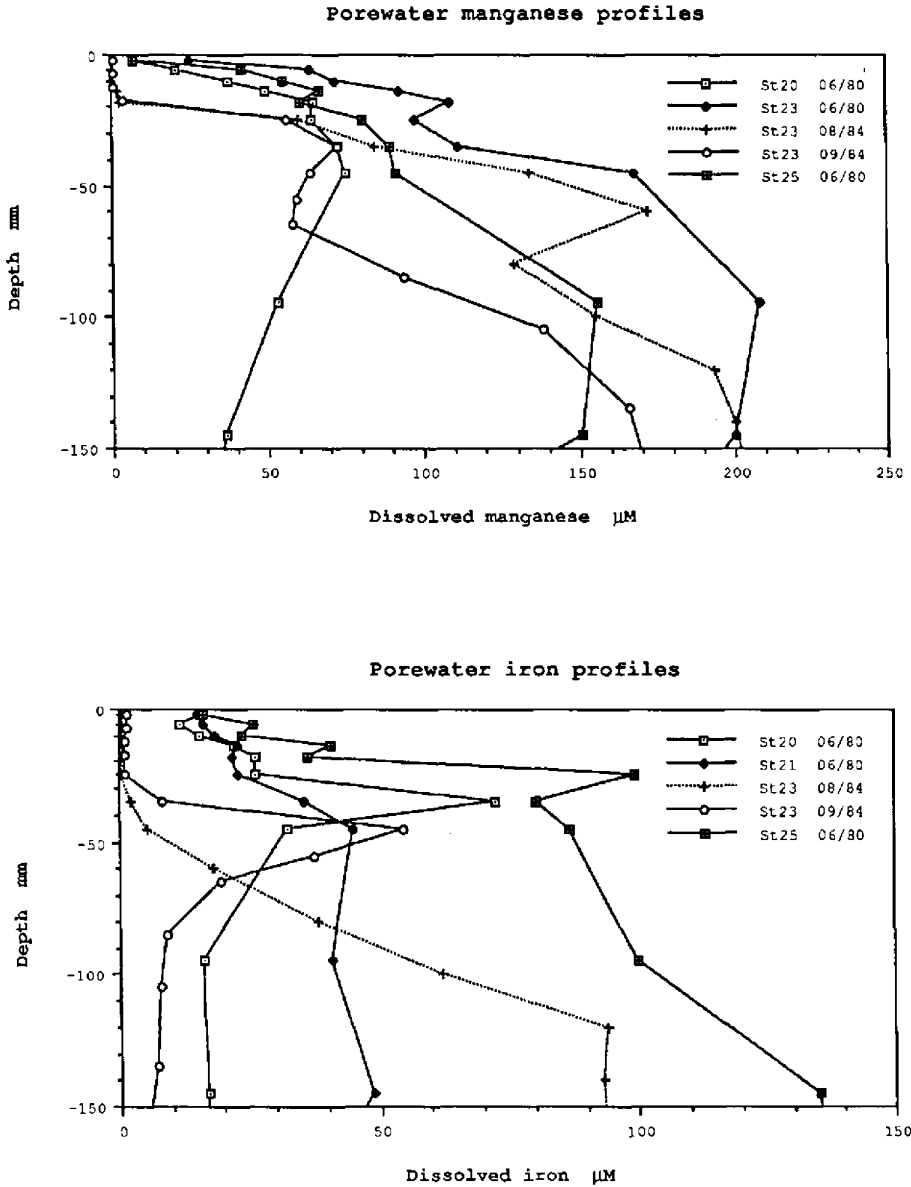 Porewater manganese profiles
0
-50
-100
-150
Depth mm
0 50 100 150 200 250
Dissolved manganese µM
St20 06/80
St23 06/80
St23 08/84
St23 09/84
St25 06/80
Porewater iron profiles
0
-50
-100
-150
Depth mm
0 50 100 150
Dissolved iron µM
St20 06/80
St21 06/80
St23 08/84
St23 09/84
St25 06/80